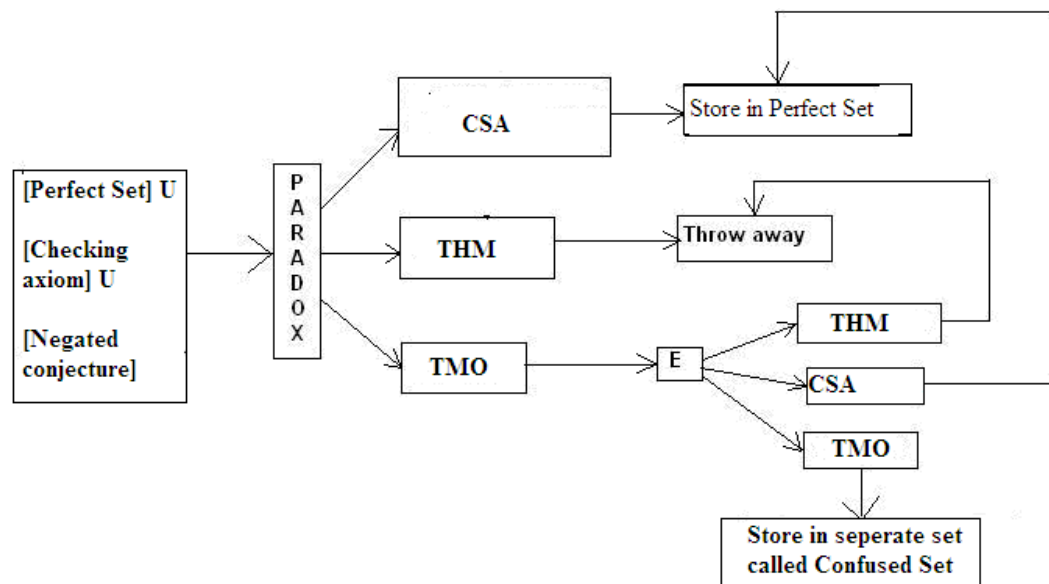 [Perfect Set] U
[Checking
axiom] U
[Negated
conjecture]
PARADOX
CSA
Store in Perfect Set
THM
Throw away
TMO
E
THM
CSA
TMO
Store in seperate set
called Confused Set